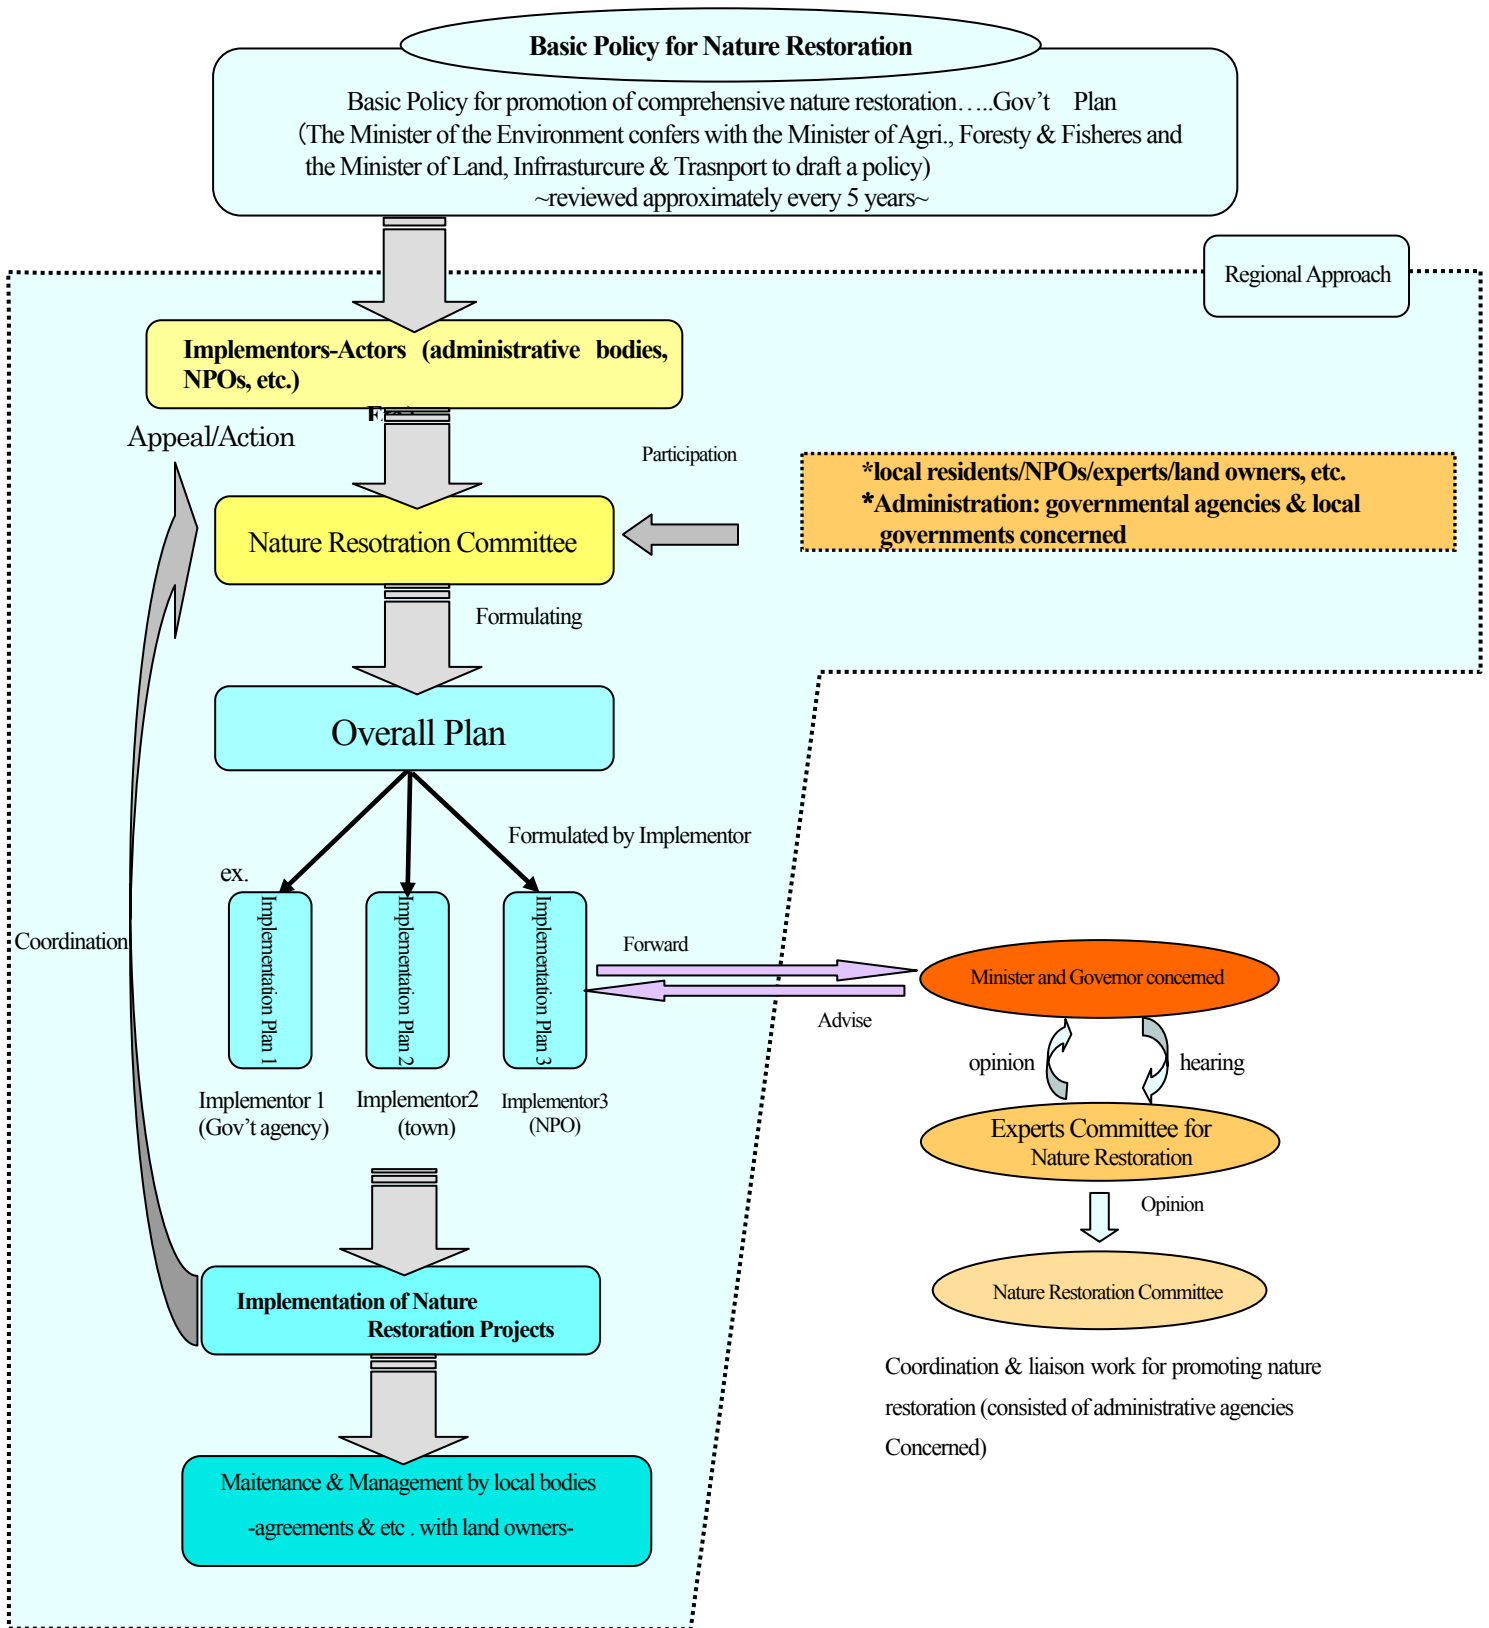 Basic Policy for Nature Restoration
Basic Policy for promotion of comprehensive nature restoration…..Gov’t Plan
(The Minister of the Environment confers with the Minister of Agri., Foresty & Fisheres and
the Minister of Land, Infrrasturcure & Trasnport to draft a policy)
~reviewed approximately every 5 years~
Regional Approach
Implementors-Actors (administrative bodies,
NPOs, etc.)
Appeal/Action
Participation
*local residents/NPOs/experts/land owners, etc.
*Administration: governmental agencies & local
governments concerned
Nature Resotration Committee
Formulating
Overall Plan
Formulated by Implementor
ex.
Implementation Plan 1
Implementation Plan 2
Implementation Plan 3
Coordination
Forward
Advise
Minister and Governor concerned
opinion
hearing
Implementor 1
(Gov’t agency)
Implementor2
(town)
Implementor3
(NPO)
Experts Committee for
Nature Restoration
Opinion
Nature Restoration Committee
Implementation of Nature
Restoration Projects
Coordination & liaison work for promoting nature
restoration (consisted of administrative agencies
Concerned)
Maitenance & Management by local bodies
-agreements & etc . with land owners-